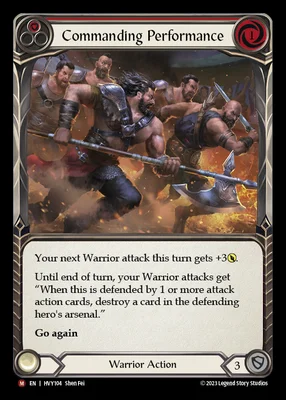 Commanding Performance
1
Your next Warrior attack this turn gets +3
Until end of turn, your Warrior attacks get
“When this is defended by 1 or more attack
action cards, destroy a card in the defending
hero's arsenal.”
Go again
Warrior Action
3
M EN | HVY104 Shen Fei
©2023 Legend Story Studios